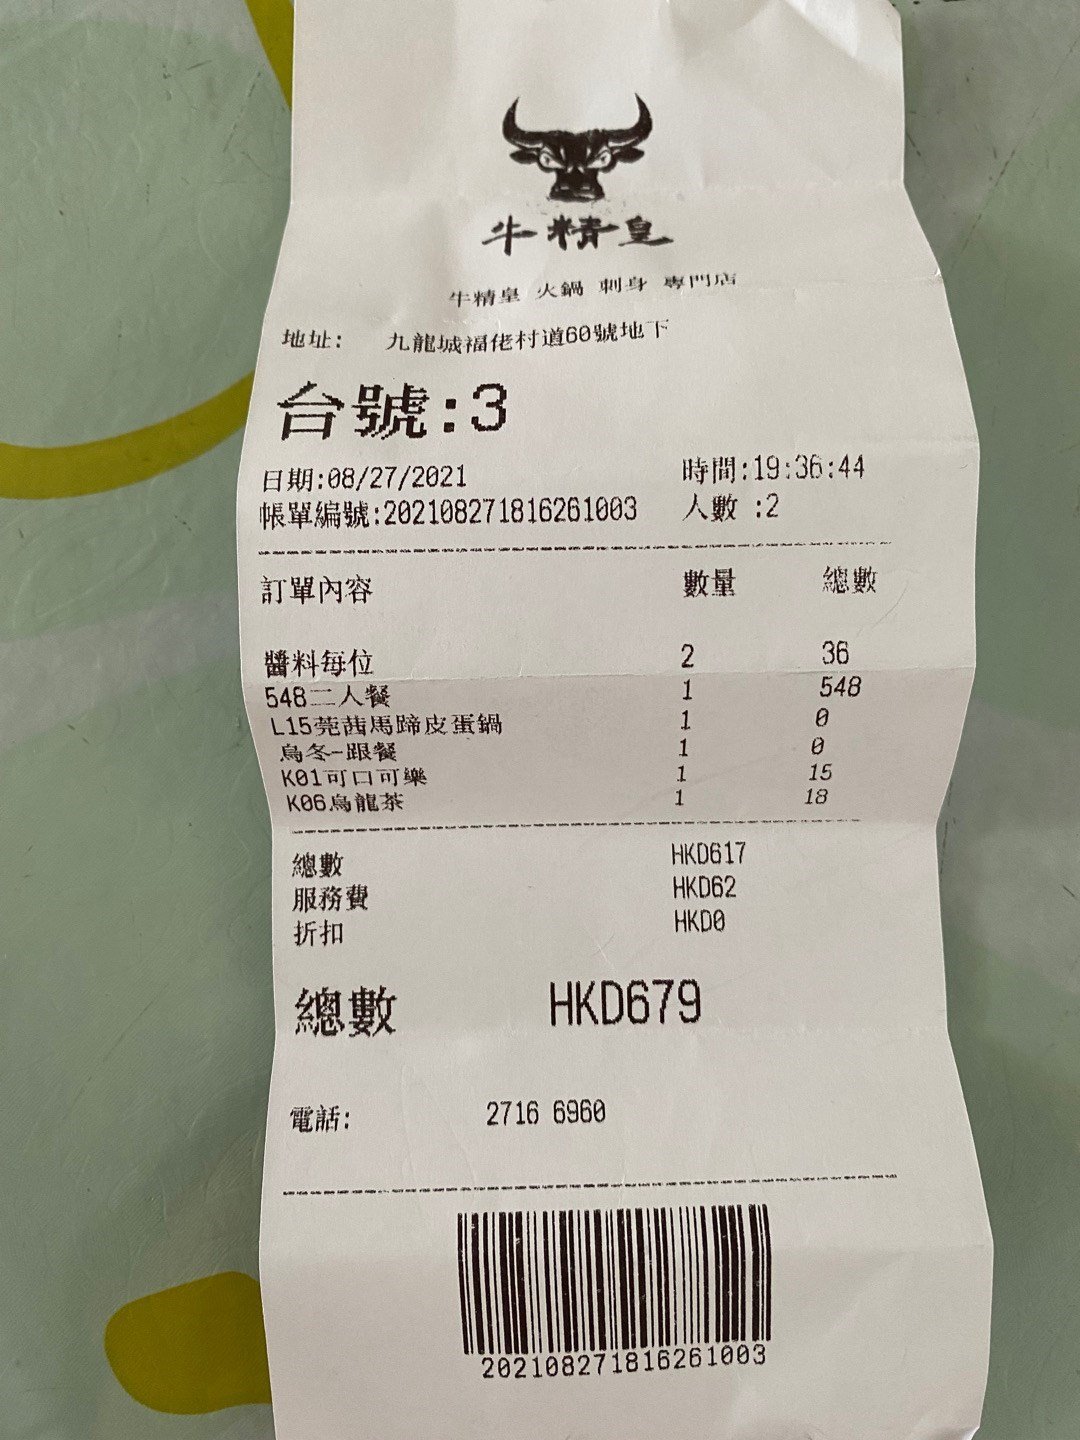 牛精皇
牛精皇 火鍋 刺身 專門店
地址: 九龍城福佬村道60號地下
台號:3
日期:08/27/2021 時間:19:36:44
帳單編號:202108271816261003 人數 :2
訂單內容 數量 總數
醬料每位 2 36
548二人餐 1 548
L15莞茜馬蹄皮蛋鍋 1 0
烏冬-跟餐 1 0
K01可口可樂 1 15
K06烏龍茶 1 18
總數 HKD617
服務費 HKD62
折扣 HKD0
總數 HKD679
電話: 2716 6960
202108271816261003